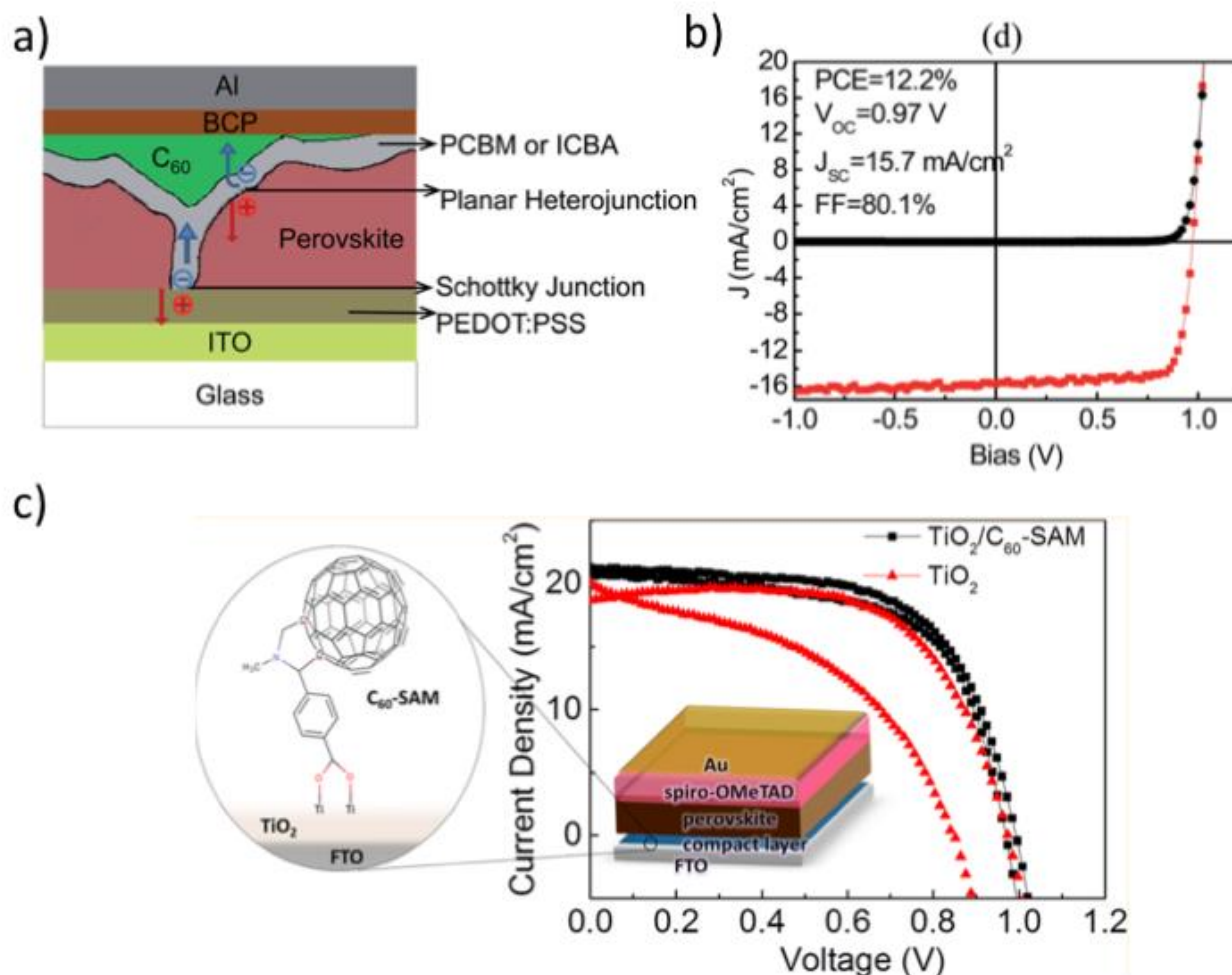 a)
Al
BCP
C60
PCBM or ICBA
Planar Heterojunction
Perovskite
Schottky Junction
PEDOT:PSS
ITO
Glass
b)
(d)
PCE=12.2%
VOC=0.97 V
JSC=15.7 mA/cm²
FF=80.1%
J (mA/cm²)
20
16
12
8
4
0
-4
-8
-12
-16
-1.0 -0.5 0.0 0.5 1.0
Bias (V)
c)
H₃C
N
C
C
C60-SAM
O O
Ti Ti
TiO2
FTO
Current Density (mA/cm²)
20
10
0
TiO2/C60-SAM
TiO2
Au
spiro-OMeTAD
perovskite
compact layer
FTO
0.0 0.2 0.4 0.6 0.8 1.0 1.2
Voltage (V)